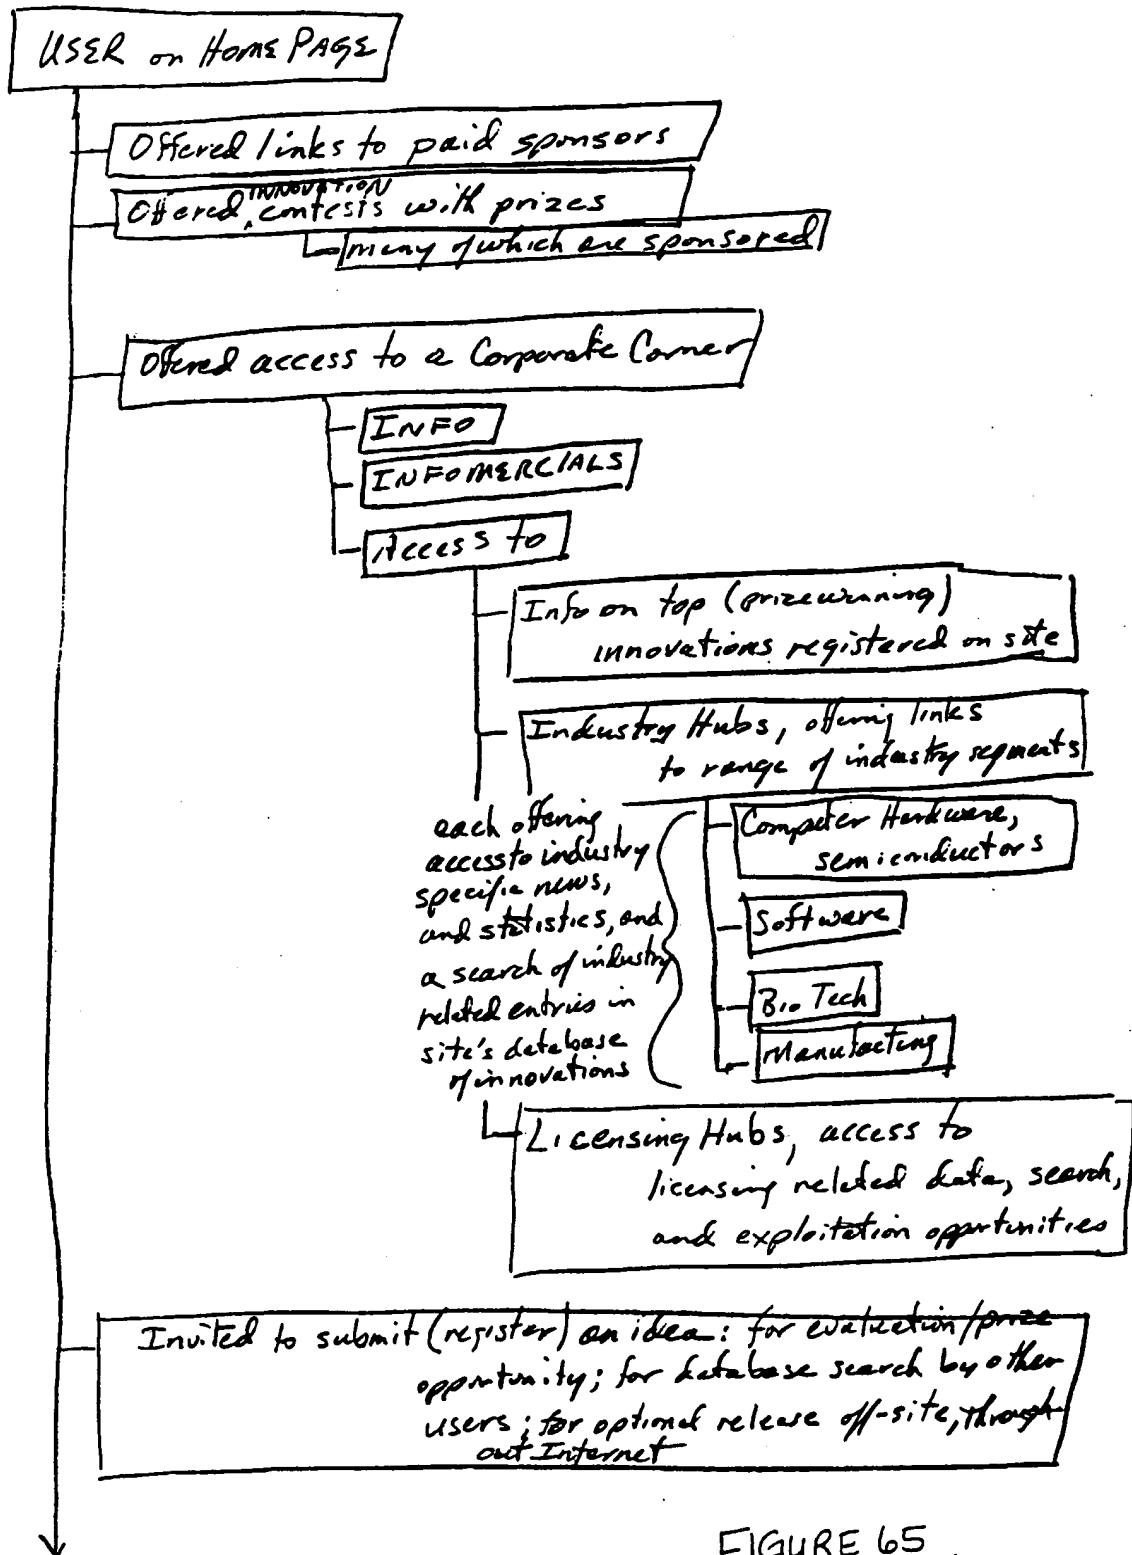 USER on HOME PAGE
Offered links to paid sponsors
INNOVATION
Offered ‸ contests with prizes
many of which are sponsored
Offered access to a Corporate Corner
INFO
INFOMERCIALS
Access to
Info on top (prizewinning)
innovations registered on site
Industry Hubs, offering links
to range of industry segments
each offering
access to industry
specific news,
and statistics, and
a search of industry
related entries in
site's database
of innovations
Computer Hardware,
semiconductors
Software
Bio Tech
Manufacting
Licensing Hubs, access to
licensing related data, search,
and exploitation opportunities
Invited to submit (register) an idea: for evaluation/prize
opportunity; for database search by other
users; for optional release off-site, through-
out Internet
FIGURE 65